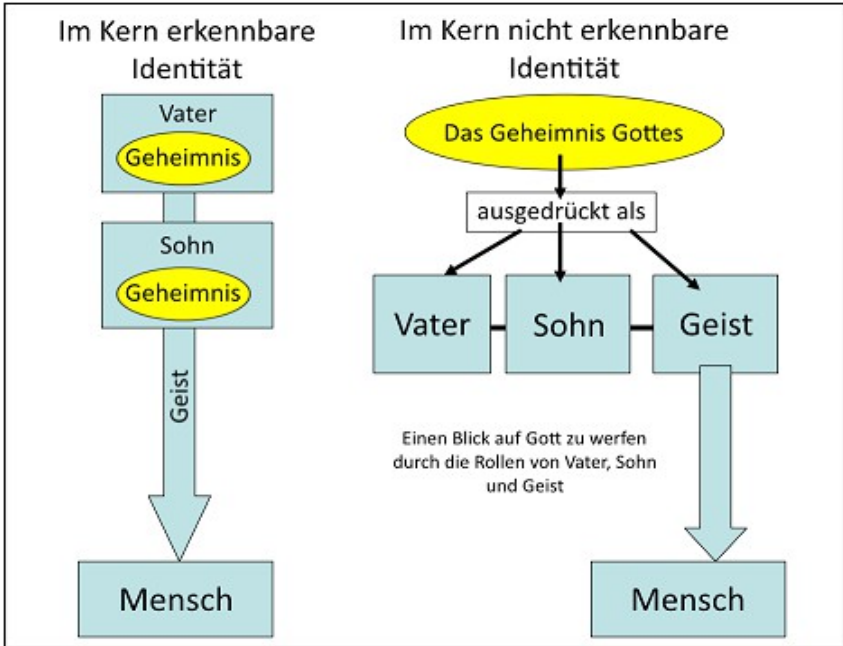 Im Kern erkennbare
Identität
Vater
Geheimnis
Sohn
Geheimnis
Geist
Mensch
Im Kern nicht erkennbare
Identität
Das Geheimnis Gottes
ausgedrückt als
Vater
Sohn
Geist
Einen Blick auf Gott zu werfen
durch die Rollen von Vater, Sohn
und Geist
Mensch